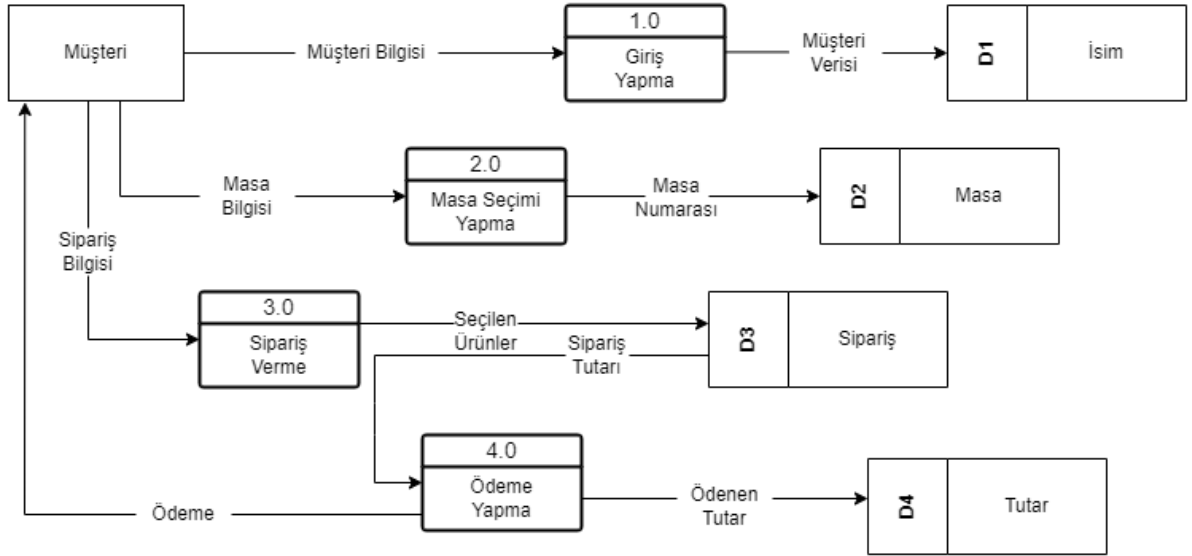 Müşteri
Müşteri Bilgisi
1.0
Giriş
Yapma
Müşteri
Verisi
D1
İsim
Masa
Bilgisi
2.0
Masa Seçimi
Yapma
Masa
Numarası
D2
Masa
Sipariş
Bilgisi
3.0
Sipariş
Verme
Seçilen
Ürünler
Sipariş
Tutarı
D3
Sipariş
Ödeme
4.0
Ödeme
Yapma
Ödenen
Tutar
D4
Tutar